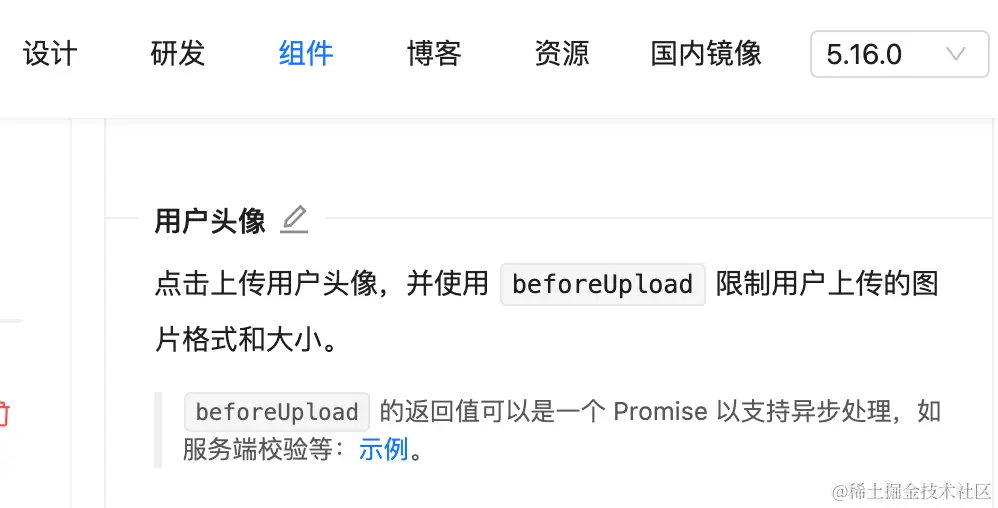 设计 研发 组件 博客 资源 国内镜像 5.16.0
用户头像
点击上传用户头像，并使用 beforeUpload 限制用户上传的图
片格式和大小。
beforeUpload 的返回值可以是一个 Promise 以支持异步处理，如
服务端校验等：示例。
@稀土掘金技术社区